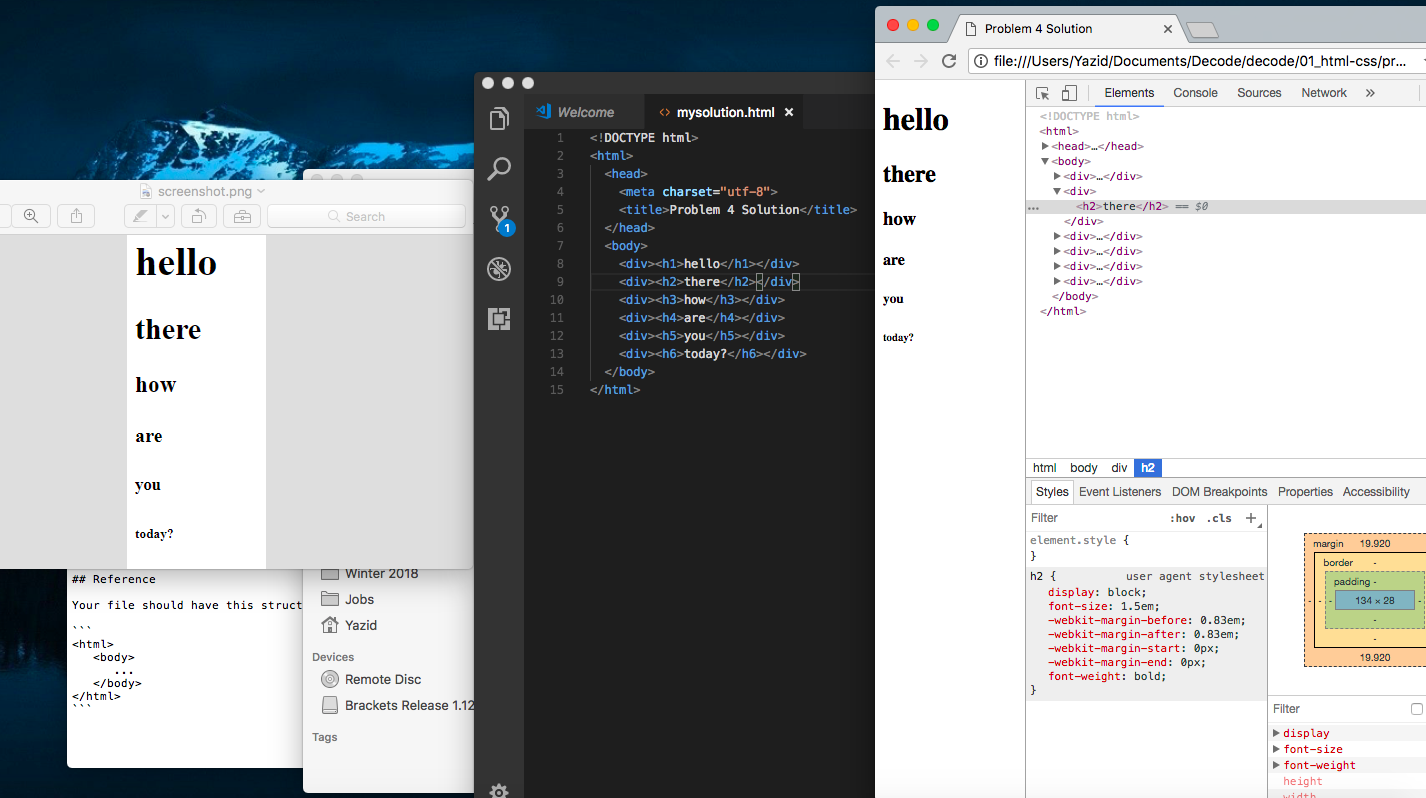 screenshot.png
Search
hello
there
how
are
you
today?
## Reference
Your file should have this struct
```
<html>
<body>
...
</body>
</html>
```
Winter 2018
Jobs
Yazid
Devices
Remote Disc
Brackets Release 1.12
Tags
Welcome
<> mysolution.html ×
1
1 <!DOCTYPE html>
2 <html>
3 <head>
4 <meta charset="utf-8">
5 <title>Problem 4 Solution</title>
6 </head>
7 <body>
8 <div><h1>hello</h1></div>
9 <div><h2>there</h2></div>
10 <div><h3>how</h3></div>
11 <div><h4>are</h4></div>
12 <div><h5>you</h5></div>
13 <div><h6>today?</h6></div>
14 </body>
15 </html>
Problem 4 Solution ×
file:///Users/Yazid/Documents/Decode/decode/01_html-css/pr...
hello
there
how
are
you
today?
Elements Console Sources Network »
<!DOCTYPE html>
<html>
<head>…</head>
<body>
<div>…</div>
<div>
... <h2>there</h2> == $0
</div>
<div>…</div>
<div>…</div>
<div>…</div>
<div>…</div>
</body>
</html>
html body div h2
Styles Event Listeners DOM Breakpoints Properties Accessibility
Filter :hov .cls +
element.style {
}
h2 { user agent stylesheet
display: block;
font-size: 1.5em;
-webkit-margin-before: 0.83em;
-webkit-margin-after: 0.83em;
-webkit-margin-start: 0px;
-webkit-margin-end: 0px;
font-weight: bold;
}
margin 19.920
border -
padding -
- - - 134 × 28 -
-
-
19.920
Filter
display
font-size
font-weight
height
width